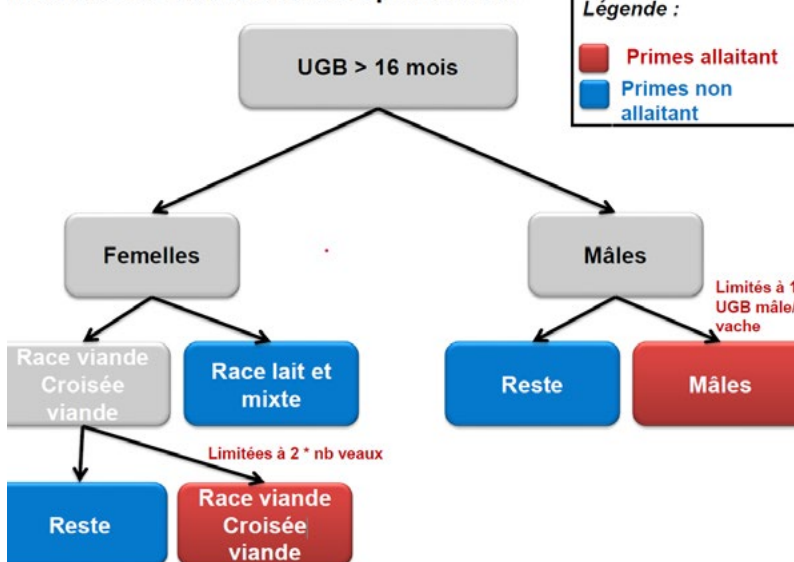 Légende :
UGB > 16 mois
Primes allaitant
Primes non
allaitant
Femelles
Mâles
Limités à 1
UGB mâle/
vache
Race viande
Croisée
viande
Race lait et
mixte
Reste
Mâles
Limitées à 2 * nb veaux
Reste
Race viande
Croisée
viande